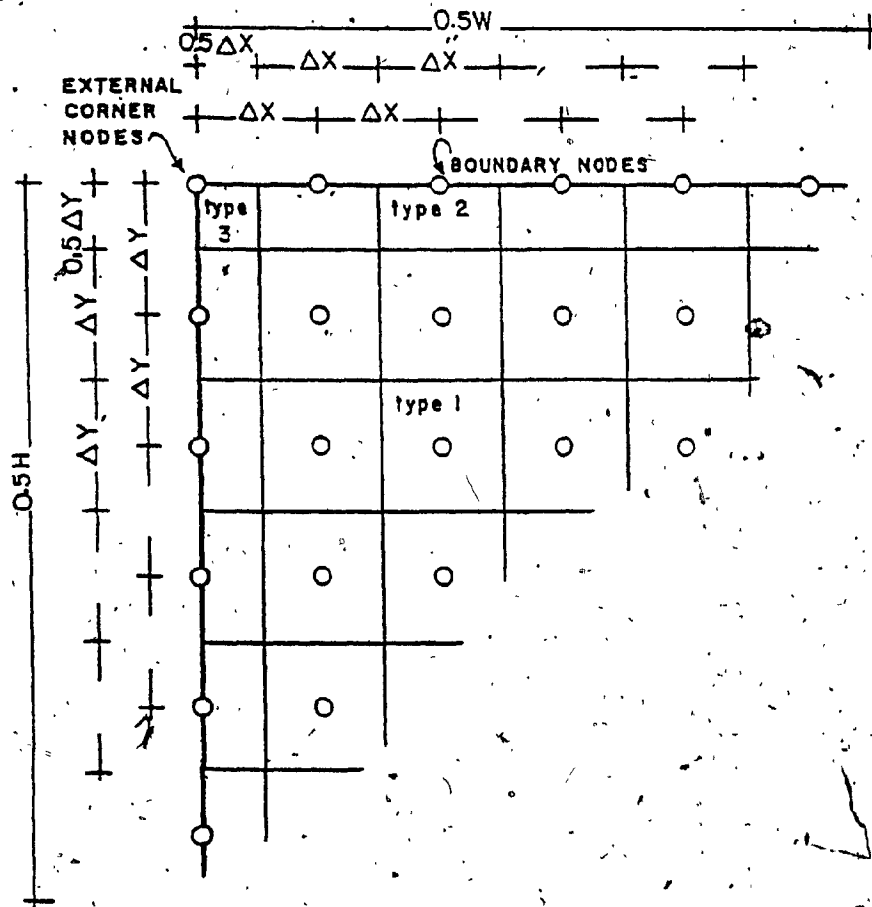 0.5W
0.5ΔX
ΔX
ΔX
EXTERNAL
CORNER
NODES
ΔX
ΔX
BOUNDARY NODES
type
3
type 2
0.5ΔY
ΔY
ΔY
ΔY
ΔY
type 1
0.5H